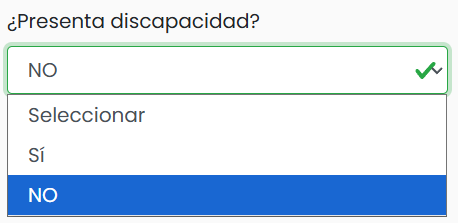 ¿Presenta discapacidad?
NO
Seleccionar
Sí
NO